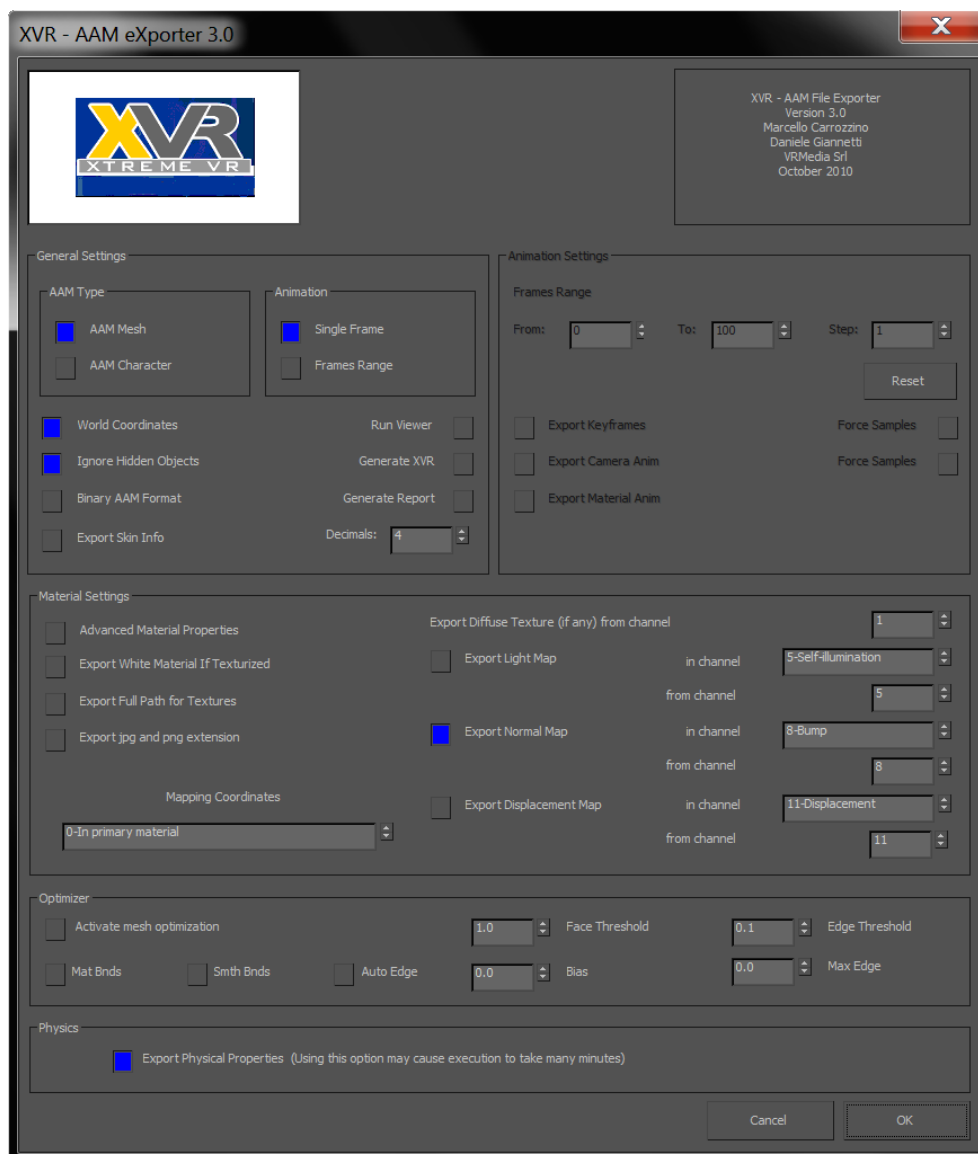 XVR - AAM eXporter 3.0
X
XVR
XTREME VR
XVR - AAM File Exporter
Version 3.0
Marcello Carrozzino
Daniele Giannetti
VRMedia Srl
October 2010
General Settings
AAM Type
AAM Mesh
AAM Character
Animation
Single Frame
Frames Range
World Coordinates
Run Viewer
Ignore Hidden Objects
Generate XVR
Binary AAM Format
Generate Report
Export Skin Info
Decimals: 4
Animation Settings
Frames Range
From: 0 To: 100 Step: 1
Reset
Export Keyframes Force Samples
Export Camera Anim Force Samples
Export Material Anim
Material Settings
Advanced Material Properties
Export White Material If Texturized
Export Full Path for Textures
Export jpg and png extension
Mapping Coordinates
0-In primary material
Export Diffuse Texture (if any) from channel 1
Export Light Map in channel 5-Self-illumination
from channel 5
Export Normal Map in channel 8-Bump
from channel 8
Export Displacement Map in channel 11-Displacement
from channel 11
Optimizer
Activate mesh optimization 1.0 Face Threshold 0.1 Edge Threshold
Mat Bnds Smth Bnds Auto Edge 0.0 Bias 0.0 Max Edge
Physics
Export Physical Properties (Using this option may cause execution to take many minutes)
Cancel OK